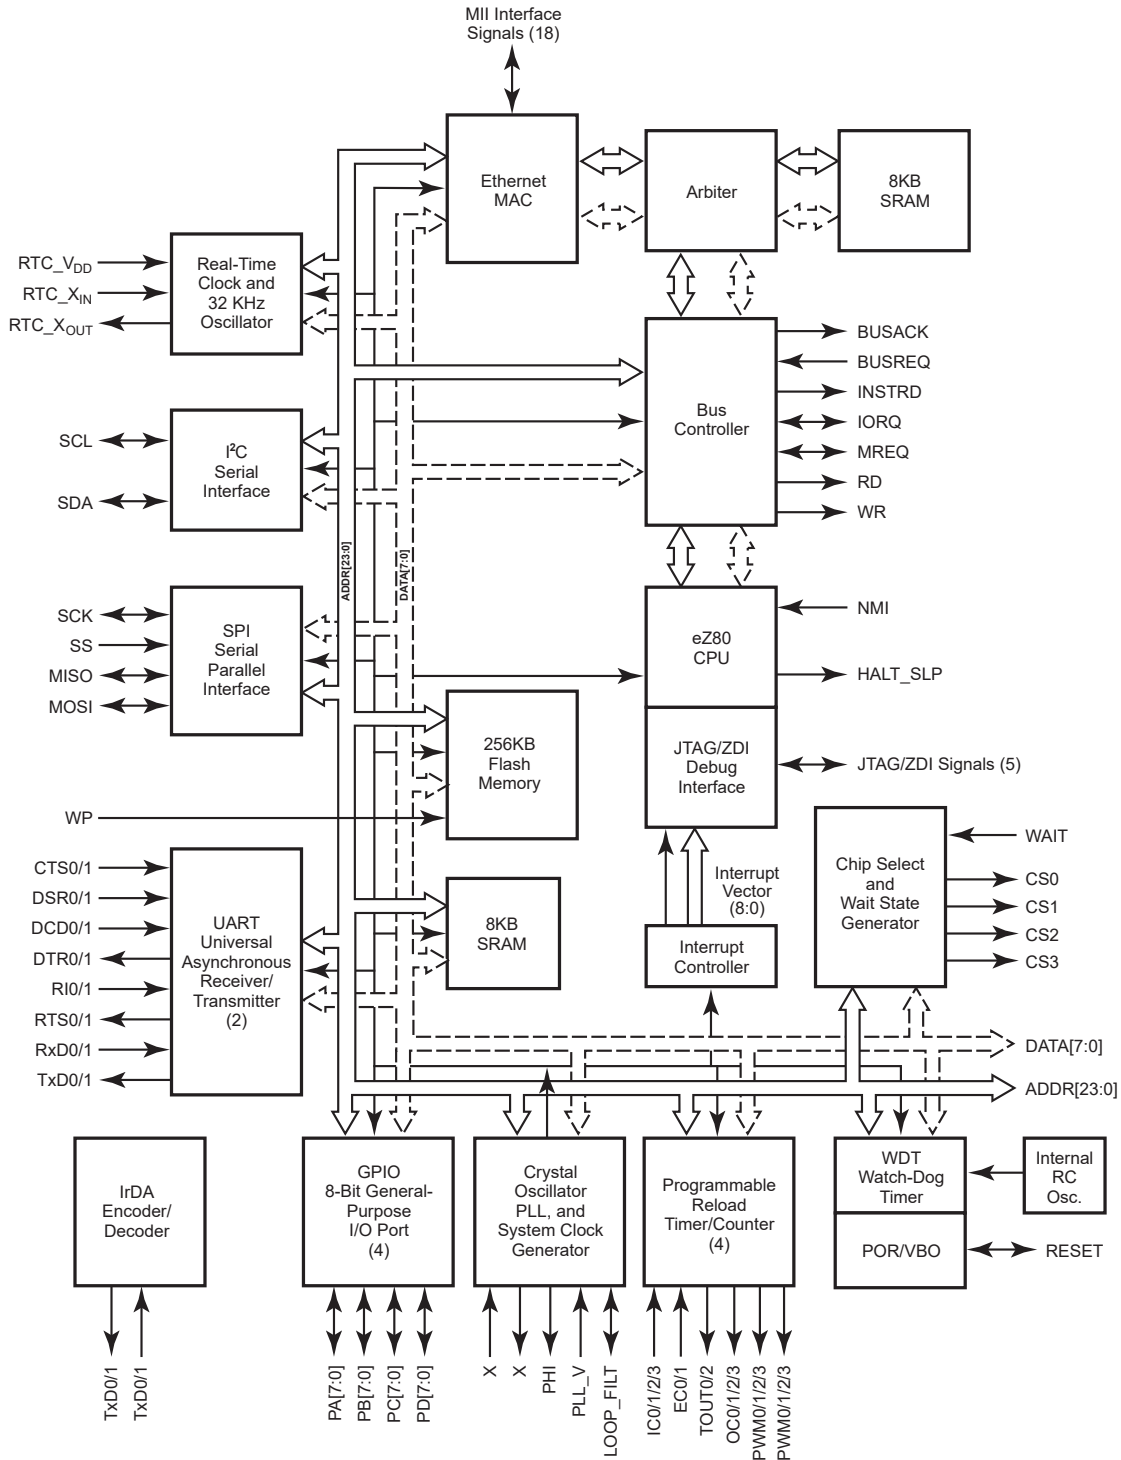 MII Interface
Signals (18)
Ethernet
MAC
Arbiter
8KB
SRAM
RTC_VDD
RTC_XIN
RTC_XOUT
Real-Time
Clock and
32 KHz
Oscillator
BUSACK
BUSREQ
INSTRD
IORQ
MREQ
RD
WR
Bus
Controller
SCL
SDA
I²C
Serial
Interface
ADDR[23:0]
DATA[7:0]
SCK
SS
MISO
MOSI
SPI
Serial
Parallel
Interface
eZ80
CPU
NMI
HALT_SLP
256KB
Flash
Memory
JTAG/ZDI
Debug
Interface
JTAG/ZDI Signals (5)
WP
CTS0/1
DSR0/1
DCD0/1
DTR0/1
RI0/1
RTS0/1
RxD0/1
TxD0/1
UART
Universal
Asynchronous
Receiver/
Transmitter
(2)
8KB
SRAM
Interrupt
Vector
(8:0)
Interrupt
Controller
Chip Select
and
Wait State
Generator
WAIT
CS0
CS1
CS2
CS3
DATA[7:0]
ADDR[23:0]
IrDA
Encoder/
Decoder
GPIO
8-Bit General-
Purpose
I/O Port
(4)
Crystal
Oscillator
PLL, and
System Clock
Generator
Programmable
Reload
Timer/Counter
(4)
WDT
Watch-Dog
Timer
POR/VBO
Internal
RC
Osc.
RESET
TxD0/1
TxD0/1
PA[7:0]
PB[7:0]
PC[7:0]
PD[7:0]
X
X
PHI
PLL_V
LOOP_FILT
IC0/1/2/3
EC0/1
TOUT0/2
OC0/1/2/3
PWM0/1/2/3
PWM0/1/2/3